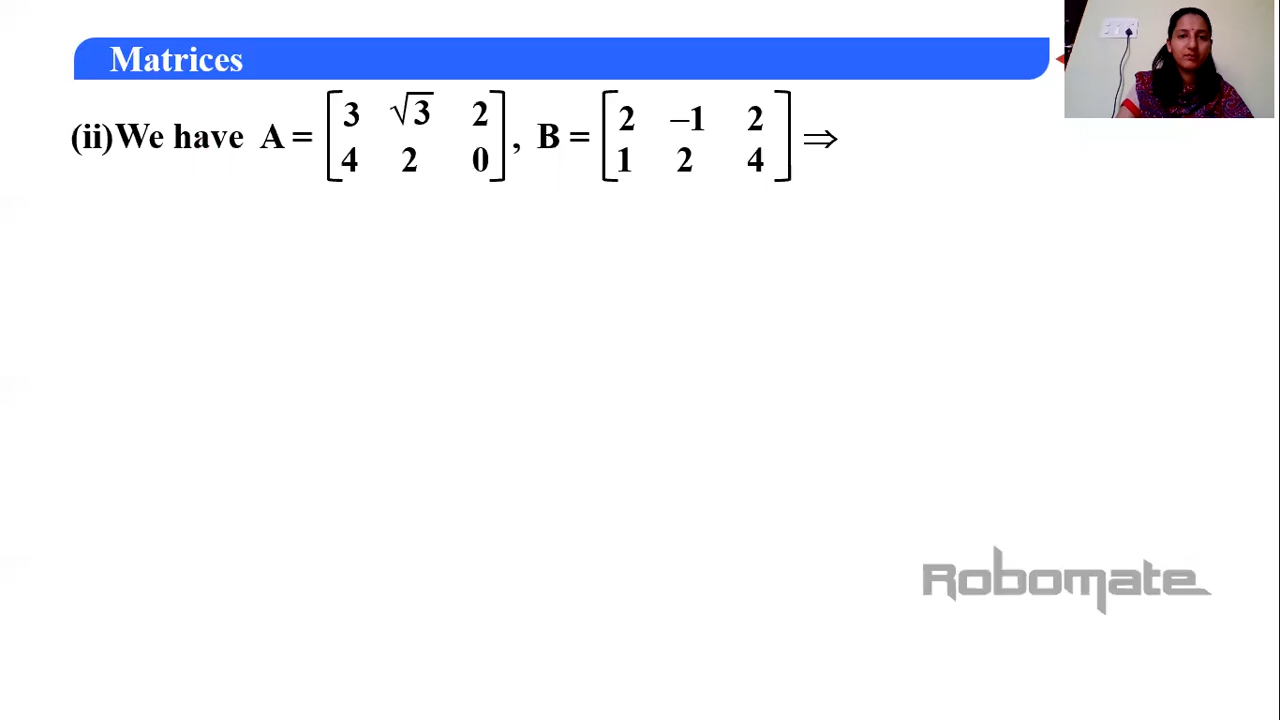 Matrices
(ii)We have A = [3 √3 2
4 2 0], B = [2 –1 2
1 2 4] ⇒
Robomate